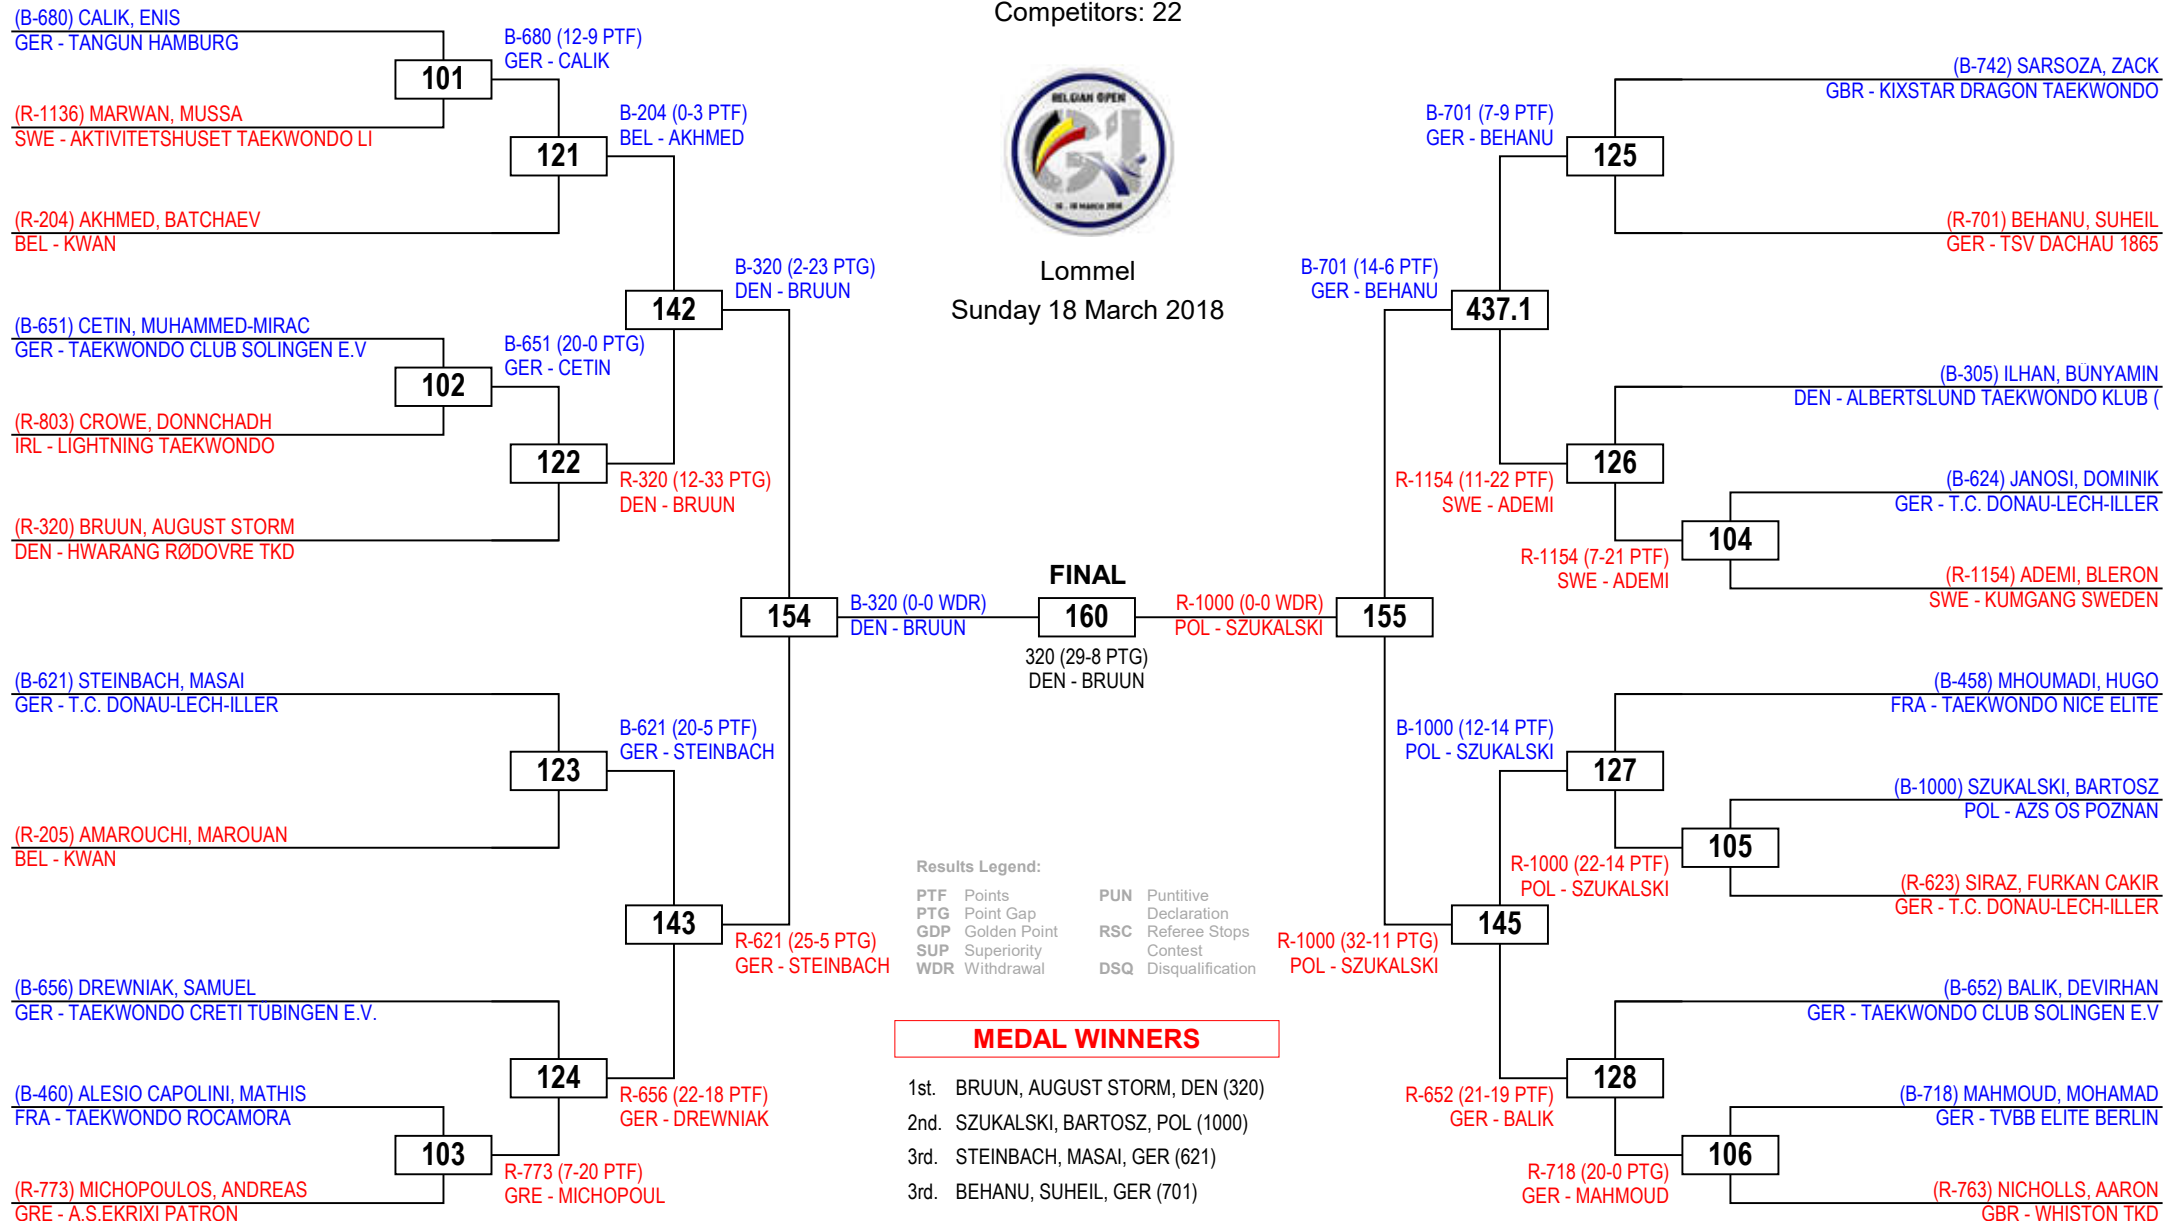 Competitors: 22
BELGIAN OPEN
Lommel
Sunday 18 March 2018
(B-680) CALIK, ENIS
GER - TANGUN HAMBURG
101
(R-1136) MARWAN, MUSSA
SWE - AKTIVITETSHUSET TAEKWONDO LI
B-680 (12-9 PTF)
GER - CALIK
121
(R-204) AKHMED, BATCHAEV
BEL - KWAN
B-204 (0-3 PTF)
BEL - AKHMED
142
(B-651) CETIN, MUHAMMED-MIRAC
GER - TAEKWONDO CLUB SOLINGEN E.V
102
(R-803) CROWE, DONNCHADH
IRL - LIGHTNING TAEKWONDO
B-651 (20-0 PTG)
GER - CETIN
122
(R-320) BRUUN, AUGUST STORM
DEN - HWARANG RØDOVRE TKD
R-320 (12-33 PTG)
DEN - BRUUN
B-320 (2-23 PTG)
DEN - BRUUN
154
(B-621) STEINBACH, MASAI
GER - T.C. DONAU-LECH-ILLER
123
(R-205) AMAROUCHI, MAROUAN
BEL - KWAN
B-621 (20-5 PTF)
GER - STEINBACH
143
(B-656) DREWNIAK, SAMUEL
GER - TAEKWONDO CRETI TUBINGEN E.V.
124
(B-460) ALESIO CAPOLINI, MATHIS
FRA - TAEKWONDO ROCAMORA
103
(R-773) MICHOPOULOS, ANDREAS
GRE - A.S.EKRIXI PATRON
R-773 (7-20 PTF)
GRE - MICHOPOUL
R-656 (22-18 PTF)
GER - DREWNIAK
R-621 (25-5 PTG)
GER - STEINBACH
B-320 (0-0 WDR)
DEN - BRUUN
FINAL
160
320 (29-8 PTG)
DEN - BRUUN
R-1000 (0-0 WDR)
POL - SZUKALSKI
155
(B-742) SARSOZA, ZACK
GBR - KIXSTAR DRAGON TAEKWONDO
125
(R-701) BEHANU, SUHEIL
GER - TSV DACHAU 1865
B-701 (7-9 PTF)
GER - BEHANU
B-701 (14-6 PTF)
GER - BEHANU
437.1
(B-305) ILHAN, BÜNYAMIN
DEN - ALBERTSLUND TAEKWONDO KLUB (
126
R-1154 (11-22 PTF)
SWE - ADEMI
(B-624) JANOSI, DOMINIK
GER - T.C. DONAU-LECH-ILLER
104
R-1154 (7-21 PTF)
SWE - ADEMI
(R-1154) ADEMI, BLERON
SWE - KUMGANG SWEDEN
(B-458) MHOUMADI, HUGO
FRA - TAEKWONDO NICE ELITE
B-1000 (12-14 PTF)
POL - SZUKALSKI
127
(B-1000) SZUKALSKI, BARTOSZ
POL - AZS OS POZNAN
105
R-1000 (22-14 PTF)
POL - SZUKALSKI
(R-623) SIRAZ, FURKAN CAKIR
GER - T.C. DONAU-LECH-ILLER
145
R-1000 (32-11 PTG)
POL - SZUKALSKI
(B-652) BALIK, DEVIRHAN
GER - TAEKWONDO CLUB SOLINGEN E.V
128
R-652 (21-19 PTF)
GER - BALIK
(B-718) MAHMOUD, MOHAMAD
GER - TVBB ELITE BERLIN
106
R-718 (20-0 PTG)
GER - MAHMOUD
(R-763) NICHOLLS, AARON
GBR - WHISTON TKD
Results Legend:
PTF Points
PTG Point Gap
GDP Golden Point
SUP Superiority
WDR Withdrawal
PUN Puntitive
Declaration
RSC Referee Stops
Contest
DSQ Disqualification
MEDAL WINNERS
1st. BRUUN, AUGUST STORM, DEN (320)
2nd. SZUKALSKI, BARTOSZ, POL (1000)
3rd. STEINBACH, MASAI, GER (621)
3rd. BEHANU, SUHEIL, GER (701)